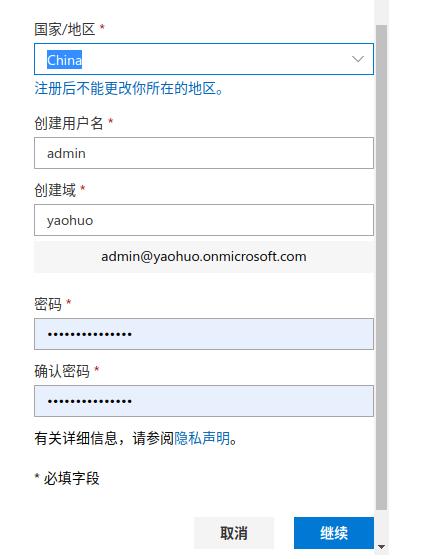 国家/地区 *
China
注册后不能更改你所在的地区。
创建用户名 *
admin
创建域 *
yaohuo
admin@yaohuo.onmicrosoft.com
密码 *
•••••••••••••••
确认密码 *
•••••••••••••••
有关详细信息，请参阅隐私声明。
* 必填字段
取消 继续